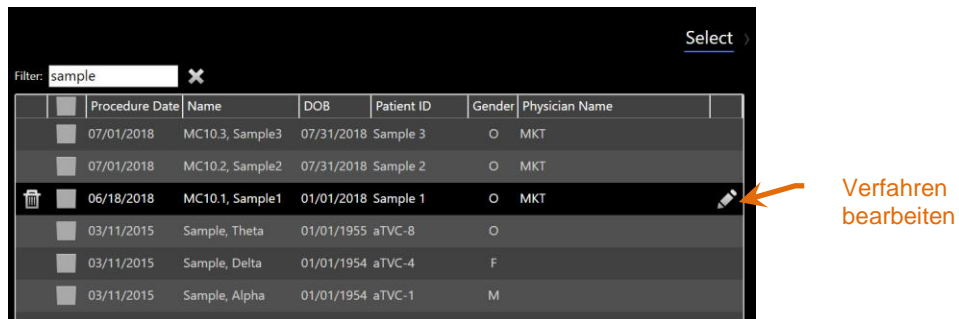 Select
Filter: sample
Procedure Date Name DOB Patient ID Gender Physician Name
07/01/2018 MC10.3, Sample3 07/31/2018 Sample 3 O MKT
07/01/2018 MC10.2, Sample2 07/31/2018 Sample 2 O MKT
06/18/2018 MC10.1, Sample1 01/01/2018 Sample 1 O MKT
03/11/2015 Sample, Theta 01/01/1955 aTVC-8 O
03/11/2015 Sample, Delta 01/01/1954 aTVC-4 F
03/11/2015 Sample, Alpha 01/01/1954 aTVC-1 M
Verfahren
bearbeiten